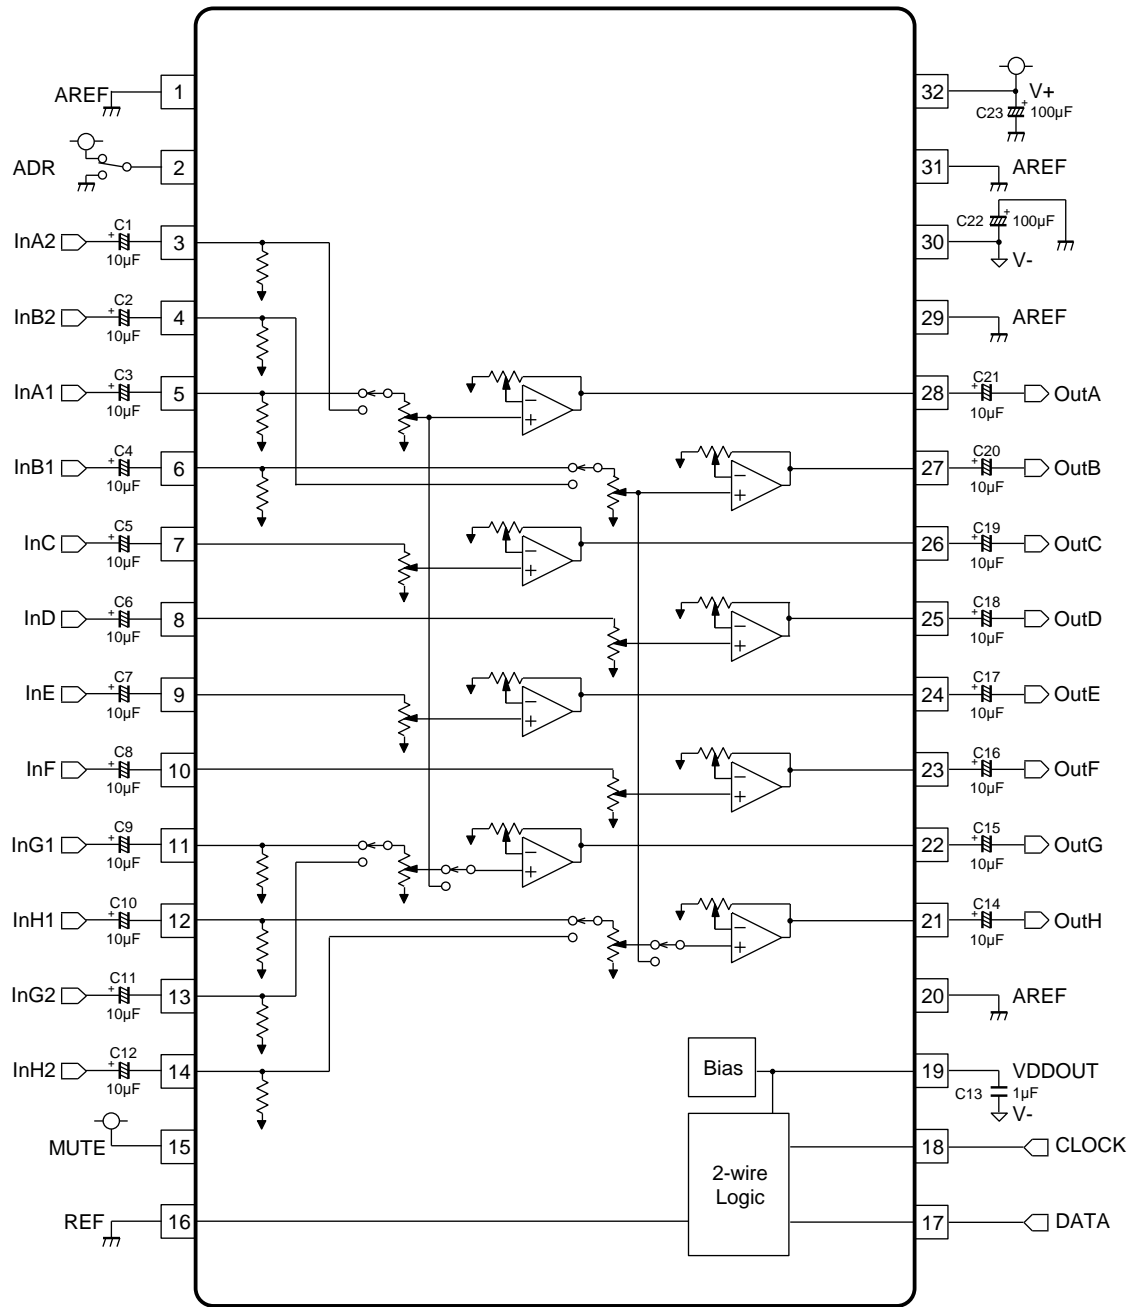 AREF 1
ADR 2
InA2 C1 + 10µF 3
InB2 C2 + 10µF 4
InA1 C3 + 10µF 5
InB1 C4 + 10µF 6
InC C5 + 10µF 7
InD C6 + 10µF 8
InE C7 + 10µF 9
InF C8 + 10µF 10
InG1 C9 + 10µF 11
InH1 C10 + 10µF 12
InG2 C11 + 10µF 13
InH2 C12 + 10µF 14
MUTE 15
REF 16
− +
− +
− +
− +
− +
− +
− +
− +
Bias
2-wire
Logic
32 V+ C23 + 100µF
31 AREF
30 C22 + 100µF V-
29 AREF
28 C21 + 10µF OutA
27 C20 + 10µF OutB
26 C19 + 10µF OutC
25 C18 + 10µF OutD
24 C17 + 10µF OutE
23 C16 + 10µF OutF
22 C15 + 10µF OutG
21 C14 + 10µF OutH
20 AREF
19 VDDOUT C13 1µF V-
18 CLOCK
17 DATA